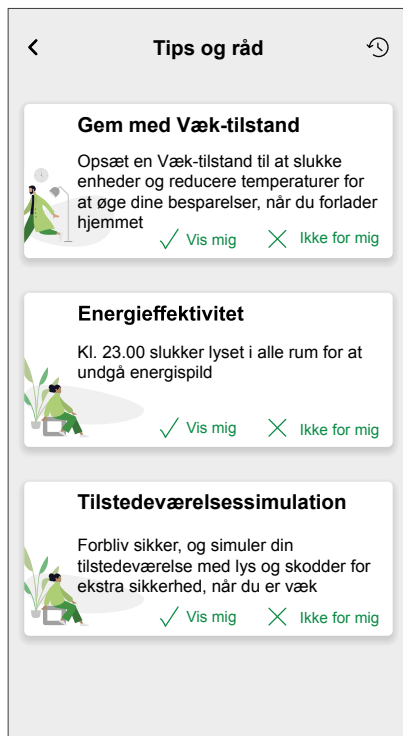 Tips og råd
Gem med Væk-tilstand
Opsæt en Væk-tilstand til at slukke
enheder og reducere temperaturer for
at øge dine besparelser, når du forlader
hjemmet
Vis mig
Ikke for mig
Energieffektivitet
Kl. 23.00 slukker lyset i alle rum for at
undgå energispild
Vis mig
Ikke for mig
Tilstedeværelsessimulation
Forbliv sikker, og simuler din
tilstedeværelse med lys og skodder for
ekstra sikkerhed, når du er væk
Vis mig
Ikke for mig